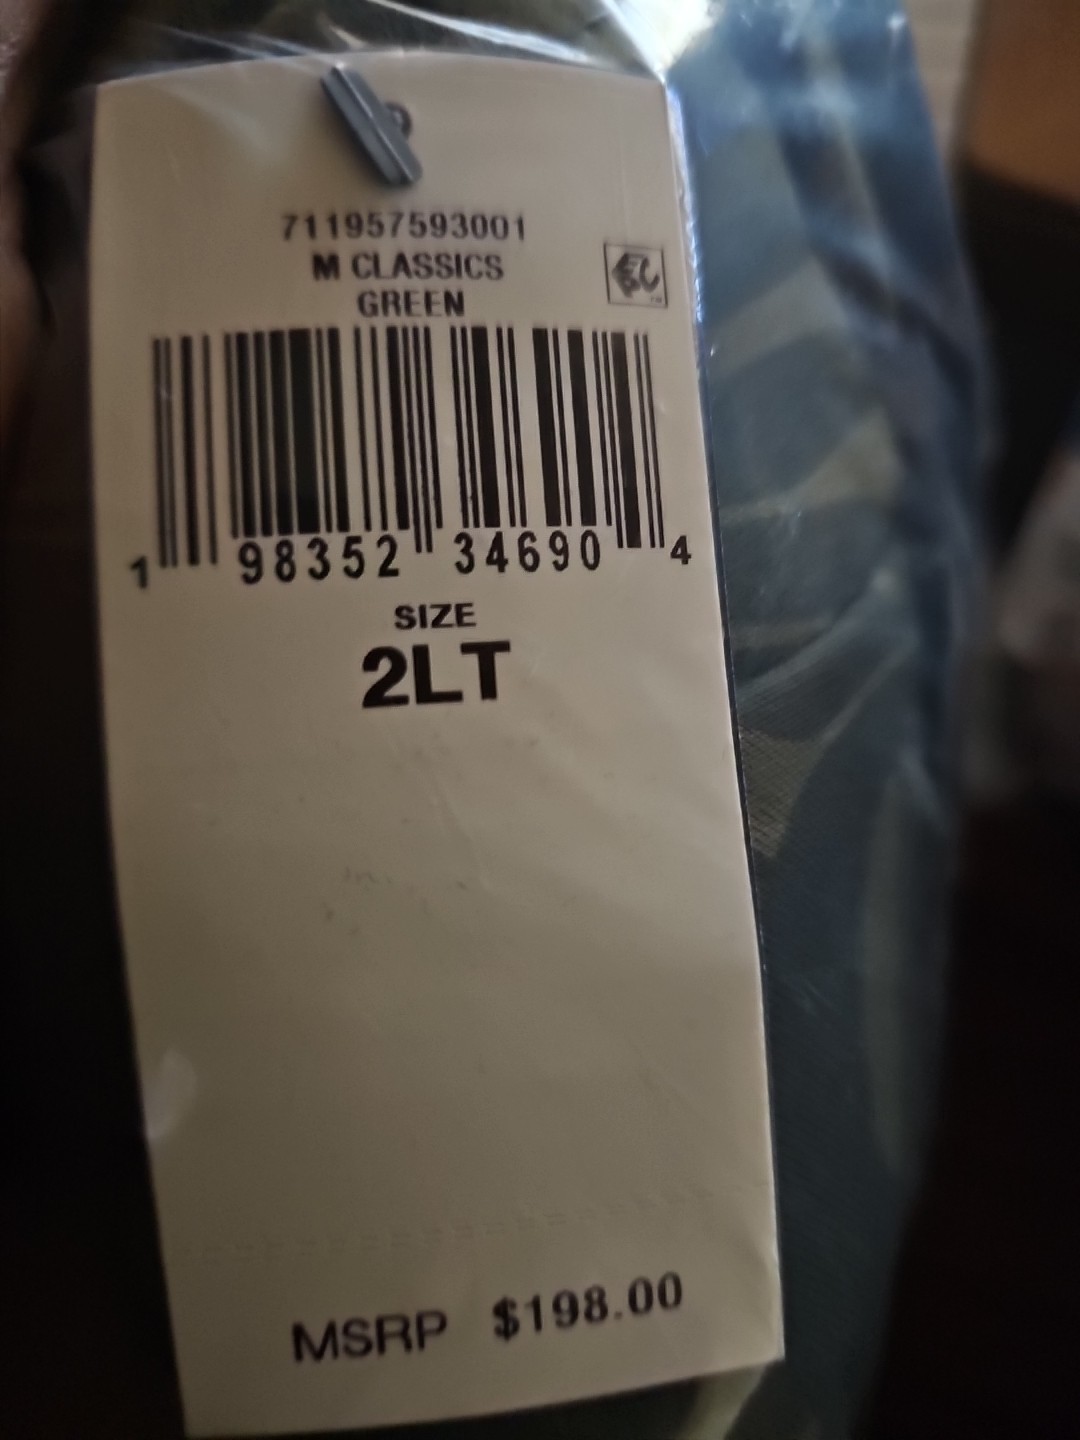 711957593001
M CLASSICS
GREEN
1 98352 34690 4
SIZE
2LT
MSRP $198.00